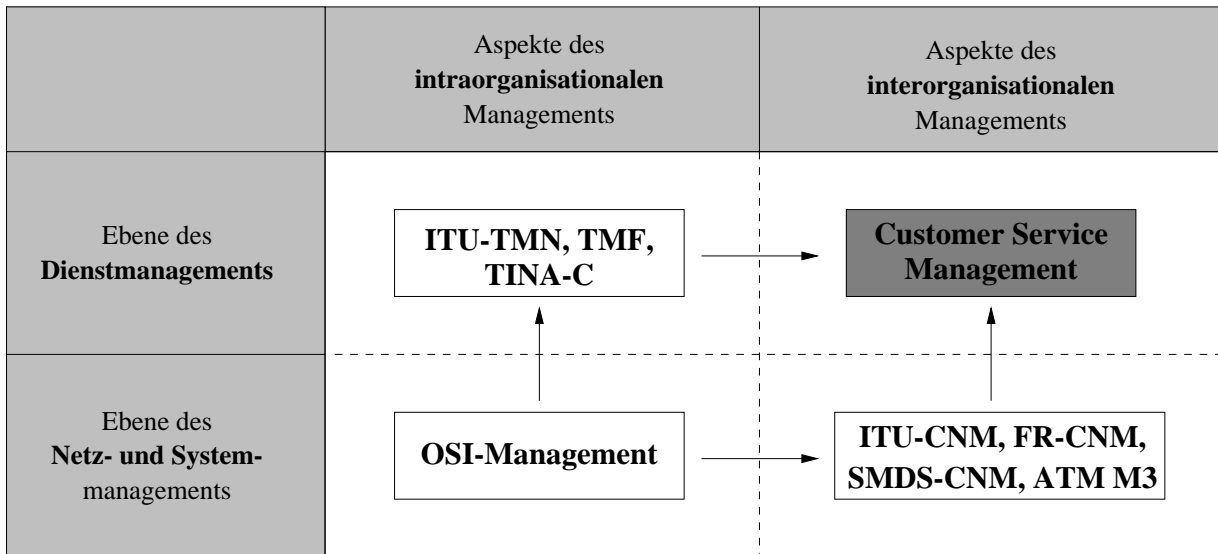 Aspekte des
intraorganisationalen
Managements
Aspekte des
interorganisationalen
Managements
Ebene des
Dienstmanagements
ITU-TMN, TMF,
TINA-C
Customer Service
Management
Ebene des
Netz- und System-
managements
OSI-Management
ITU-CNM, FR-CNM,
SMDS-CNM, ATM M3